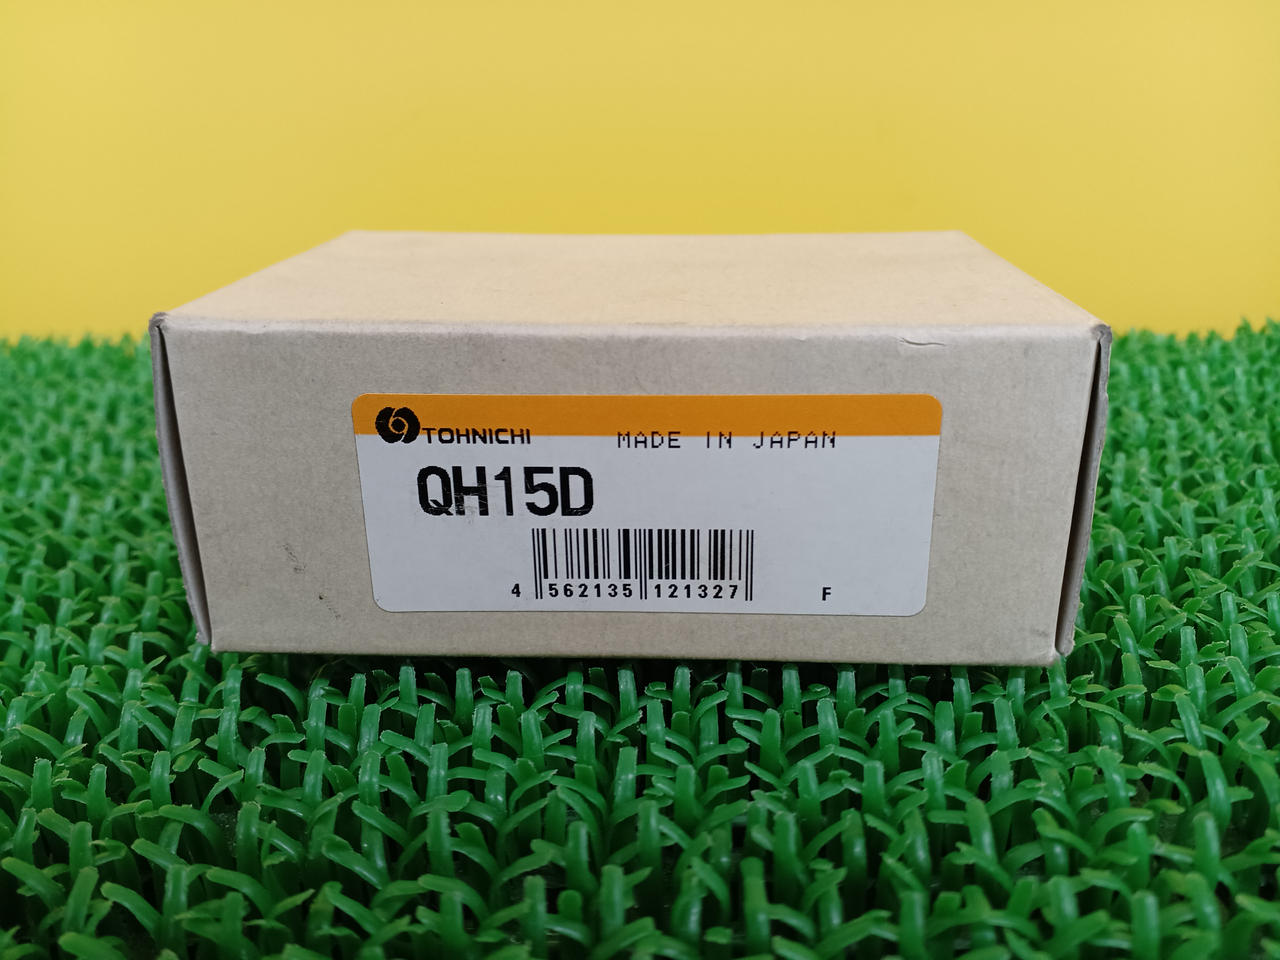 TOHNICHI MADE IN JAPAN
QH15D
4 562135 121327 F